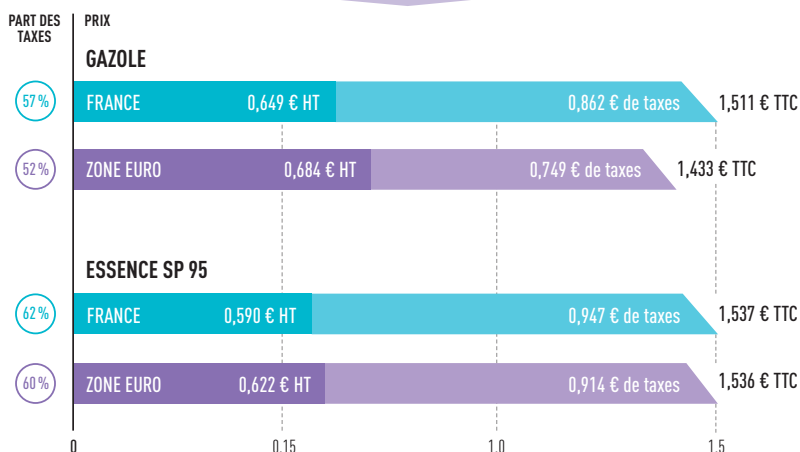 PART DES
TAXES
PRIX
GAZOLE
57 % FRANCE 0,649 € HT 0,862 € de taxes 1,511 € TTC
52 % ZONE EURO 0,684 € HT 0,749 € de taxes 1,433 € TTC
ESSENCE SP 95
62 % FRANCE 0,590 € HT 0,947 € de taxes 1,537 € TTC
60 % ZONE EURO 0,622 € HT 0,914 € de taxes 1,536 € TTC
0 0,15 1,0 1,5